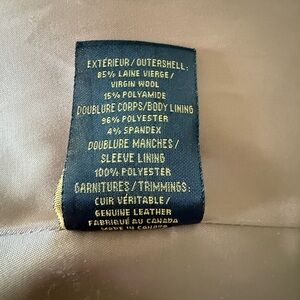 EXTÉRIEUR/OUTERSHELL:
85% LAINE VIERGE/
VIRGIN WOOL
15% POLYAMIDE
DOUBLURE CORPS/BODY LINING
96% POLYESTER
4% SPANDEX
DOUBLURE MANCHES/
SLEEVE LINING
100% POLYESTER
GARNITURES/TRIMMINGS:
CUIR VÉRITABLE/
GENUINE LEATHER
FABRIQUÉ AU CANADA
MADE IN CANADA